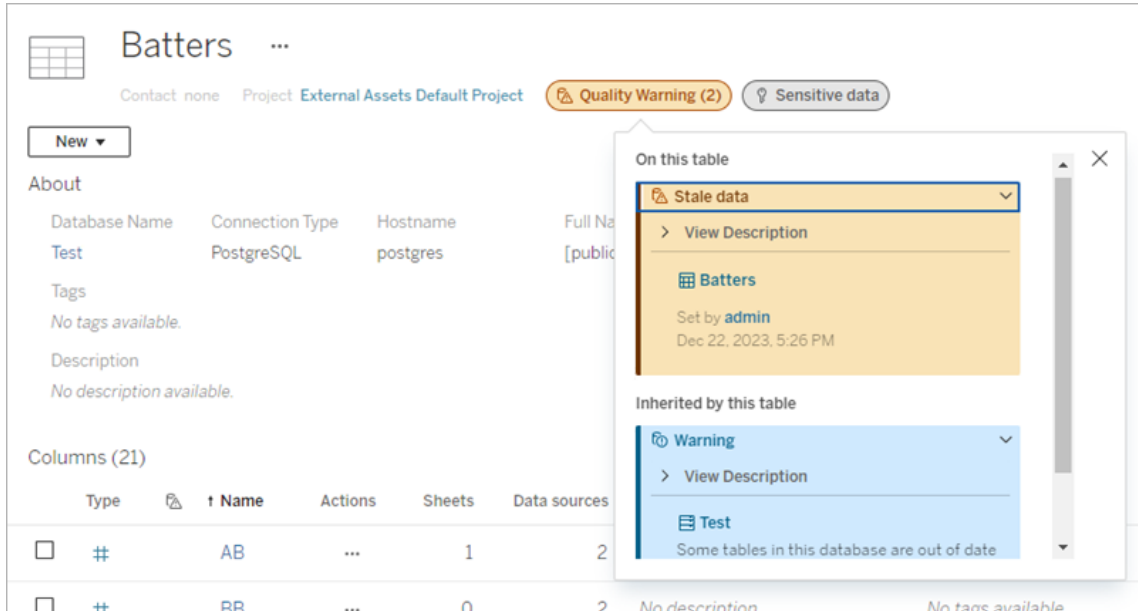 Batters ...
Contact none Project External Assets Default Project Quality Warning (2) Sensitive data
New
About
Database Name Connection Type Hostname Full Na
Test PostgreSQL postgres [public
Tags
No tags available.
Description
No description available.
Columns (21)
Type ↑ Name Actions Sheets Data sources
# AB ... 1 2
# BB ... 0 2 No description No tags available
On this table
Stale data
> View Description
Batters
Set by admin
Dec 22, 2023, 5:26 PM
Inherited by this table
Warning
> View Description
Test
Some tables in this database are out of date